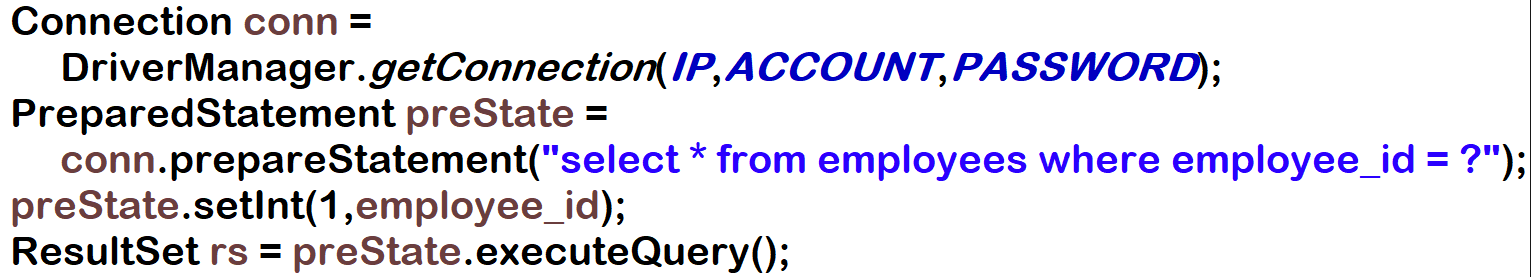 Connection conn =
DriverManager.getConnection(IP,ACCOUNT,PASSWORD);
PreparedStatement preState =
conn.prepareStatement("select * from employees where employee_id = ?");
preState.setInt(1,employee_id);
ResultSet rs = preState.executeQuery();